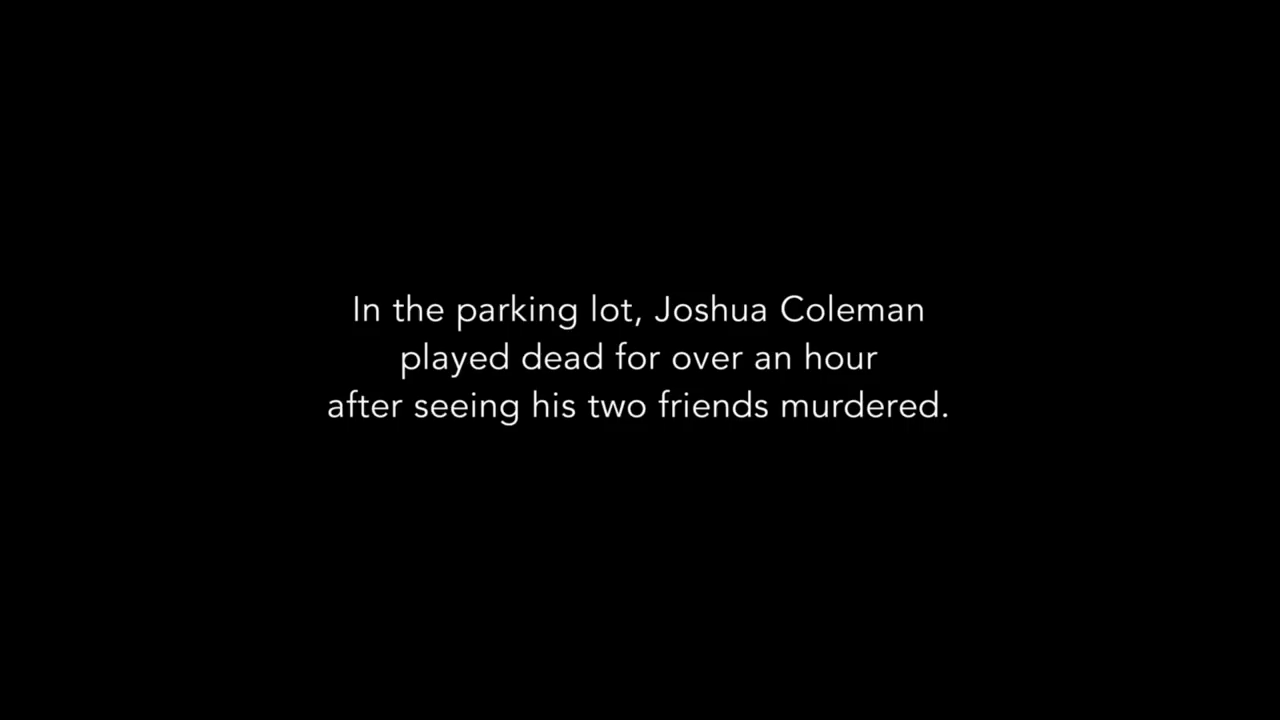 In the parking lot, Joshua Coleman
played dead for over an hour
after seeing his two friends murdered.